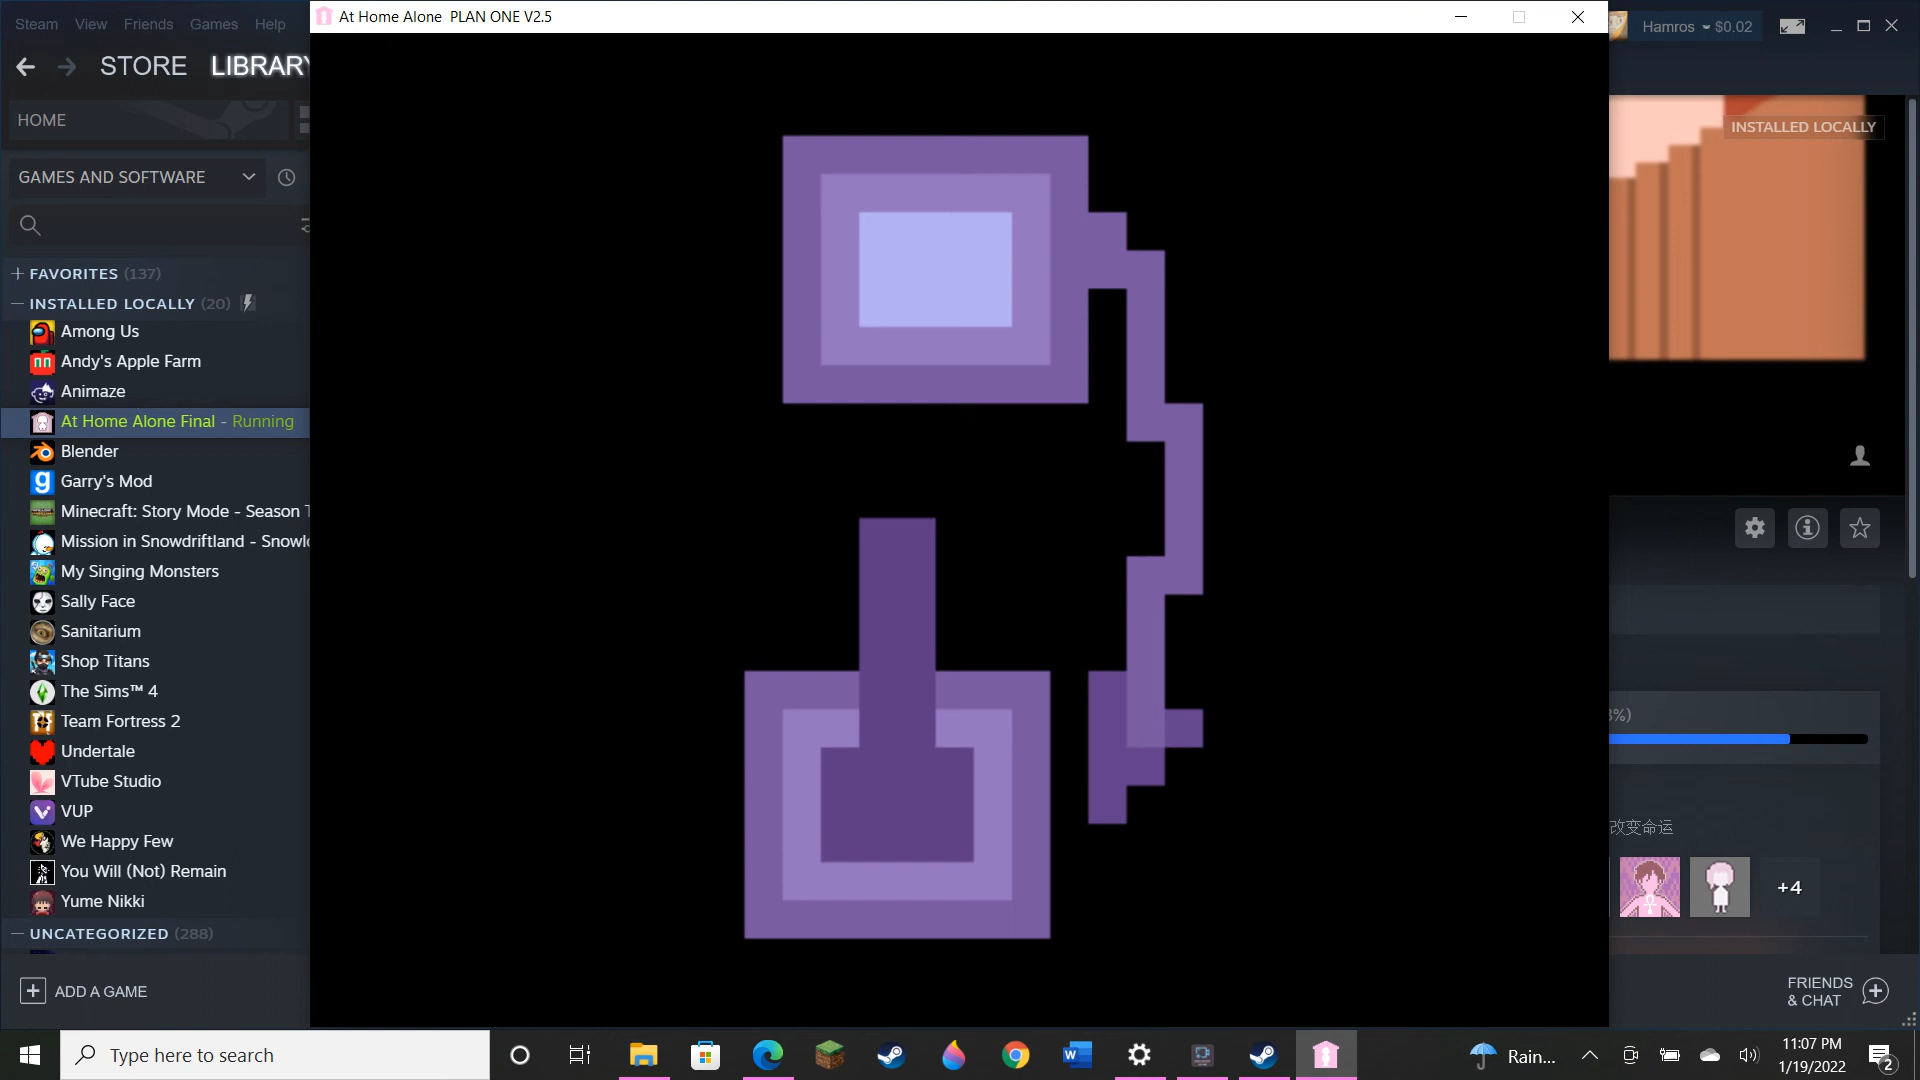 Steam View Friends Games Help
At Home Alone PLAN ONE V2.5
Hamros $0.02
STORE LIBRARY
HOME
INSTALLED LOCALLY
GAMES AND SOFTWARE
FAVORITES (137)
INSTALLED LOCALLY (20)
Among Us
Andy's Apple Farm
Animaze
At Home Alone Final - Running
Blender
Garry's Mod
Minecraft: Story Mode - Season
Mission in Snowdriftland -
My Singing Monsters
Sally Face
Sanitarium
Shop Titans
The Sims™ 4
Team Fortress 2
Undertale
VTube Studio
VUP
We Happy Few
You Will (Not) Remain
Yume Nikki
UNCATEGORIZED (288)
ADD A GAME
%)
改变命运
+4
FRIENDS
& CHAT
Type here to search
Rain...
11:07 PM
1/19/2022
2